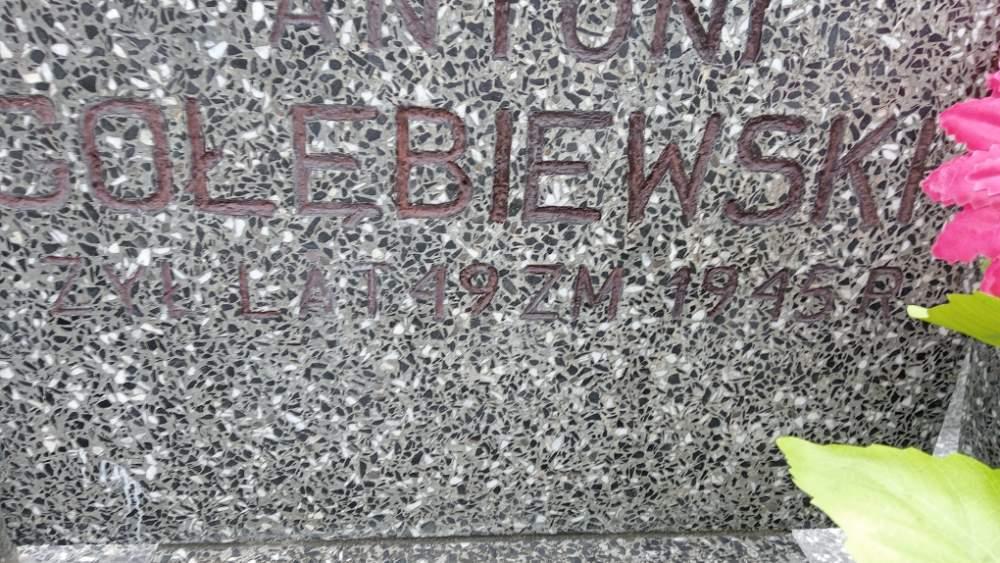 ANTONI
GOŁĘBIEWSKI
ŻYŁ LAT 49 ZM 1945 R